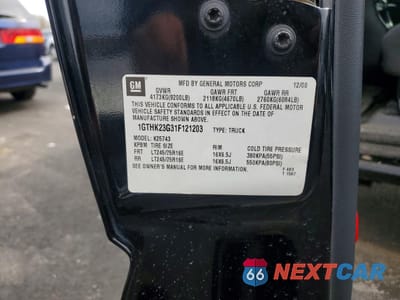 GM
MFD BY GENERAL MOTORS CORP 12/00
GVWR GAWR FRT GAWR RR
4173KG(9200LB) 2118KG(4670LB) 2760KG(6084LB)
THIS VEHICLE CONFORMS TO ALL APPLICABLE U.S. FEDERAL MOTOR
VEHICLE SAFETY STANDARDS IN EFFECT ON THE DATE OF
MANUFACTURE SHOWN ABOVE.
1GTHK23G31F121203 TYPE: TRUCK
MODEL: K25743
TIRE SIZE RIM COLD TIRE PRESSURE
FRT LT245/75R16E 16X6.5J 380KPA(55PSI)
RR LT245/75R16E 16X6.5J 550KPA(80PSI)
SEE OWNER'S MANUAL FOR MORE INFORMATION.
66 NEXTCAR